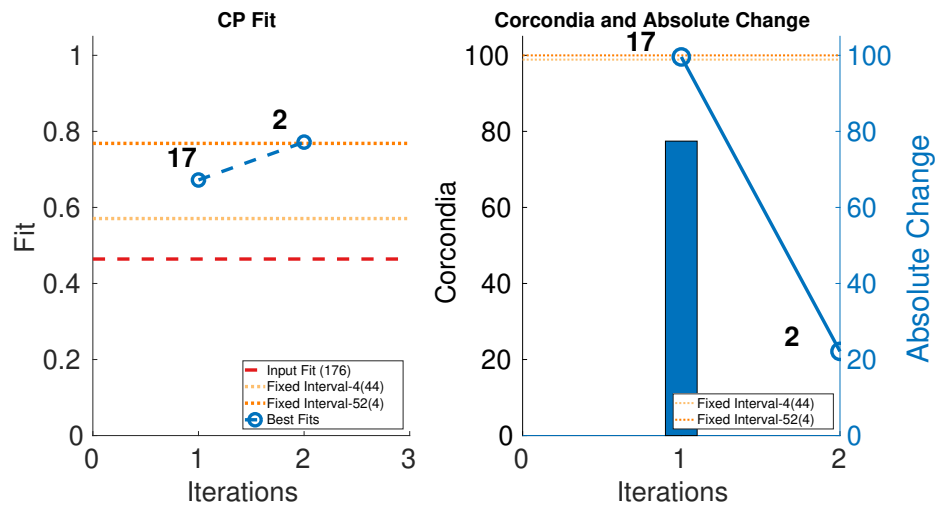 CP Fit
1
0.8
0.6
0.4
0.2
0
Fit
17
2
Input Fit (176)
Fixed Interval-4(44)
Fixed Interval-52(4)
Best Fits
0 1 2 3
Iterations
Corcondia and Absolute Change
100
80
60
40
20
0
Corcondia
17
2
Fixed Interval-4(44)
Fixed Interval-52(4)
0 1 2
Iterations
100
80
60
40
20
0
Absolute Change